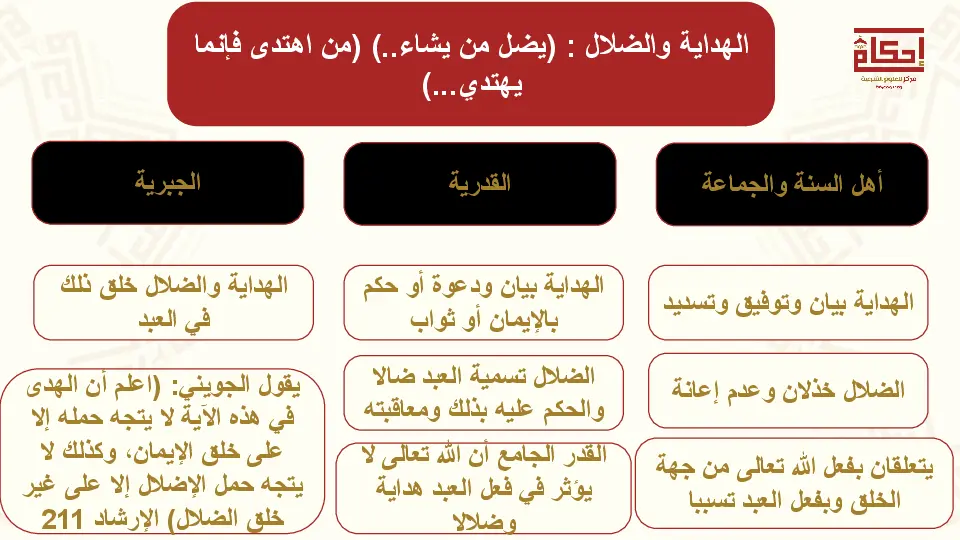 الهداية والضلال : (يضل من يشاء..) (من اهتدى فإنما
يهتدي...)
إحكام
مركز للعلوم الشرعية
أهل السنة والجماعة
القدرية
الجبرية
الهداية بيان وتوفيق وتسديد
الهداية بيان ودعوة أو حكم
بالإيمان أو ثواب
الهداية والضلال خلق ذلك
في العبد
الضلال خذلان وعدم إعانة
الضلال تسمية العبد ضالا
والحكم عليه بذلك ومعاقبته
يقول الجويني: (اعلم أن الهدى
في هذه الآية لا يتجه حمله إلا
على خلق الإيمان، وكذلك لا
يتجه حمل الإضلال إلا على غير
خلق الضلال) الإرشاد 211
يتعلقان بفعل الله تعالى من جهة
الخلق وبفعل العبد تسببا
القدر الجامع أن الله تعالى لا
يؤثر في فعل العبد هداية
وضلالا